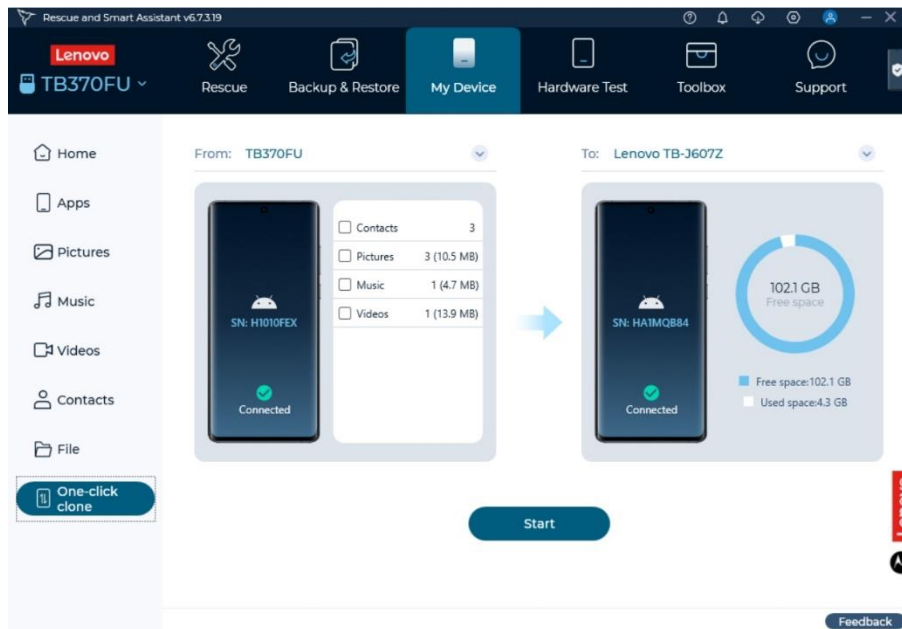 Rescue and Smart Assistant v6.7.3.19
Lenovo
TB370FU
Rescue
Backup & Restore
My Device
Hardware Test
Toolbox
Support
Home
Apps
Pictures
Music
Videos
Contacts
File
One-click
clone
From: TB370FU
To: Lenovo TB-J607Z
SN: H1010FEX
Connected
Contacts 3
Pictures 3 (10.5 MB)
Music 1 (4.7 MB)
Videos 1 (13.9 MB)
SN: HA1MQB84
Connected
102.1 GB
Free space
Free space:102.1 GB
Used space:4.3 GB
Start
Lenovo
Feedback